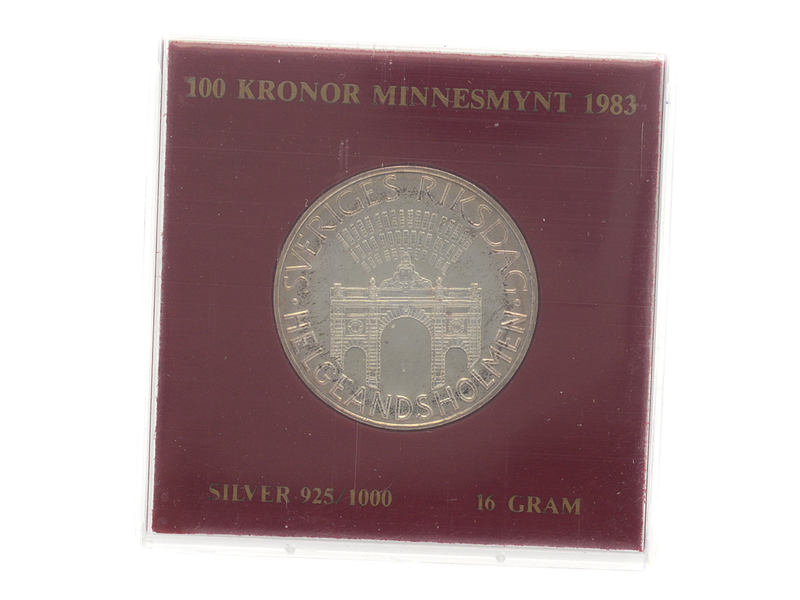 100 KRONOR MINNESMYNT 1983
SVERIGES RIKSDAG
· HELGEANDSHOLMEN ·
SILVER 925/1000 16 GRAM